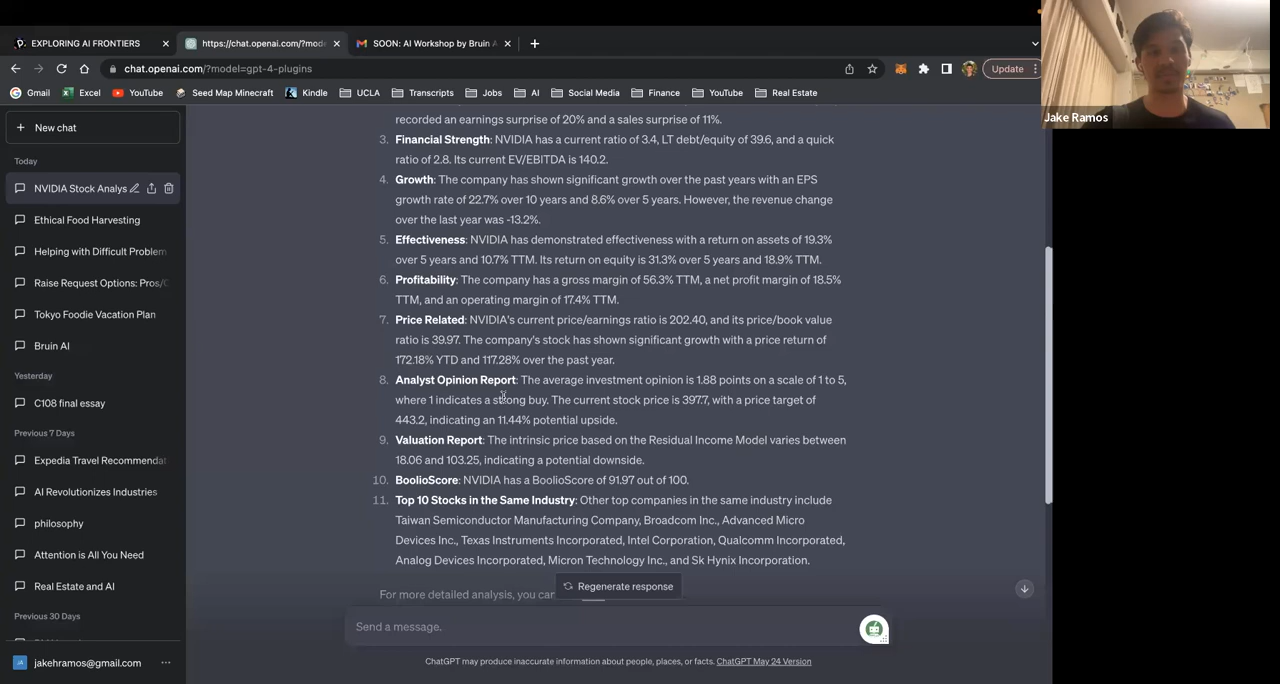 EXPLORING AI FRONTIERS
https://chat.openai.com/?mode
SOON: AI Workshop by Bruin A
chat.openai.com/?model=gpt-4-plugins
Update
Gmail
Excel
YouTube
Seed Map Minecraft
Kindle
UCLA
Transcripts
Jobs
AI
Social Media
Finance
YouTube
Real Estate
Jake Ramos
New chat
Today
NVIDIA Stock Analys
Ethical Food Harvesting
Helping with Difficult Problem
Raise Request Options: Pros/C
Tokyo Foodie Vacation Plan
Bruin AI
Yesterday
C108 final essay
Previous 7 Days
Expedia Travel Recommendat
AI Revolutionizes Industries
philosophy
Attention is All You Need
Real Estate and AI
Previous 30 Days
jakehramos@gmail.com
recorded an earnings surprise of 20% and a sales surprise of 11%.
3. Financial Strength: NVIDIA has a current ratio of 3.4, LT debt/equity of 39.6, and a quick
ratio of 2.8. Its current EV/EBITDA is 140.2.
4. Growth: The company has shown significant growth over the past years with an EPS
growth rate of 22.7% over 10 years and 8.6% over 5 years. However, the revenue change
over the last year was -13.2%.
5. Effectiveness: NVIDIA has demonstrated effectiveness with a return on assets of 19.3%
over 5 years and 10.7% TTM. Its return on equity is 31.3% over 5 years and 18.9% TTM.
6. Profitability: The company has a gross margin of 56.3% TTM, a net profit margin of 18.5%
TTM, and an operating margin of 17.4% TTM.
7. Price Related: NVIDIA's current price/earnings ratio is 202.40, and its price/book value
ratio is 39.97. The company's stock has shown significant growth with a price return of
172.18% YTD and 117.28% over the past year.
8. Analyst Opinion Report: The average investment opinion is 1.88 points on a scale of 1 to 5,
where 1 indicates a strong buy. The current stock price is 397.7, with a price target of
443.2, indicating an 11.44% potential upside.
9. Valuation Report: The intrinsic price based on the Residual Income Model varies between
18.06 and 103.25, indicating a potential downside.
10. BoolioScore: NVIDIA has a BoolioScore of 91.97 out of 100.
11. Top 10 Stocks in the Same Industry: Other top companies in the same industry include
Taiwan Semiconductor Manufacturing Company, Broadcom Inc., Advanced Micro
Devices Inc., Texas Instruments Incorporated, Intel Corporation, Qualcomm Incorporated,
Analog Devices Incorporated, Micron Technology Inc., and Sk Hynix Incorporation.
Regenerate response
For more detailed analysis, you can
Send a message.
ChatGPT may produce inaccurate information about people, places, or facts. ChatGPT May 24 Version